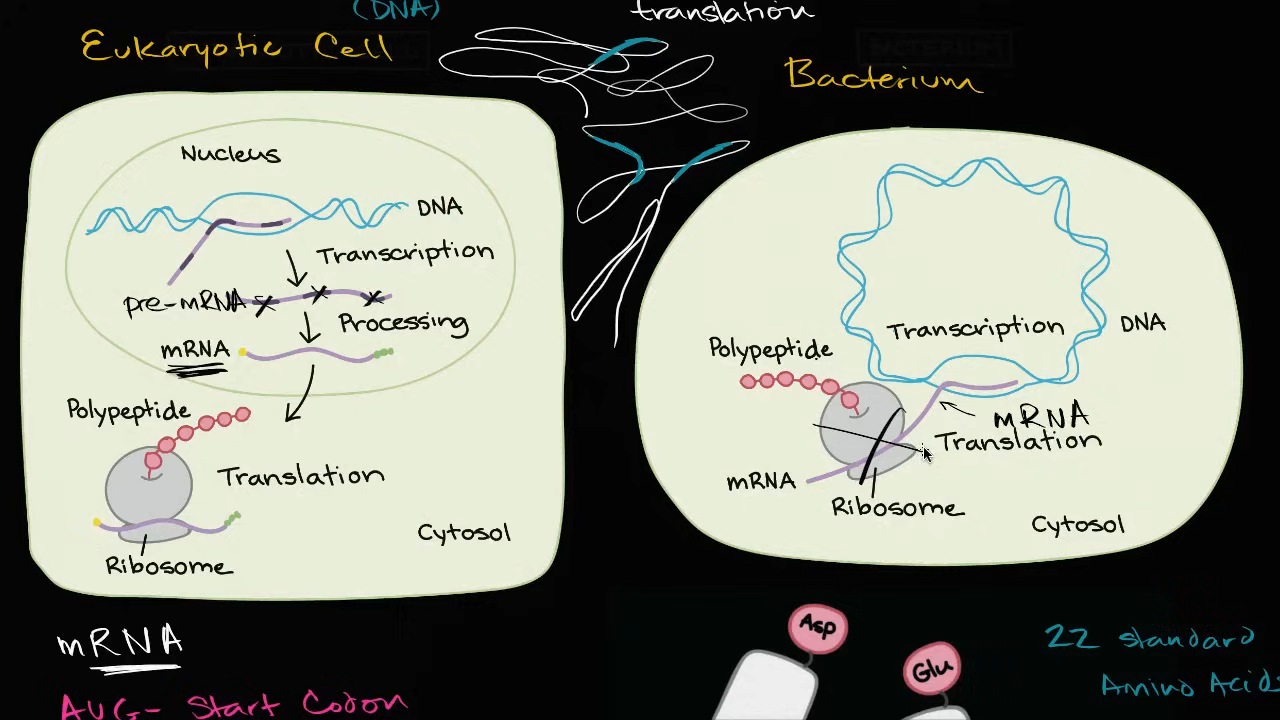 (DNA)
translation
Eukaryotic Cell
Bacterium
Nucleus
DNA
Transcription
pre-mRNA
Processing
mRNA
Polypeptide
Translation
Cytosol
Ribosome
Transcription
DNA
Polypeptide
mRNA
Translation
mRNA
Ribosome
Cytosol
mRNA
AUG- Start Codon
Asp
Glu
22 standard
Amino Acids